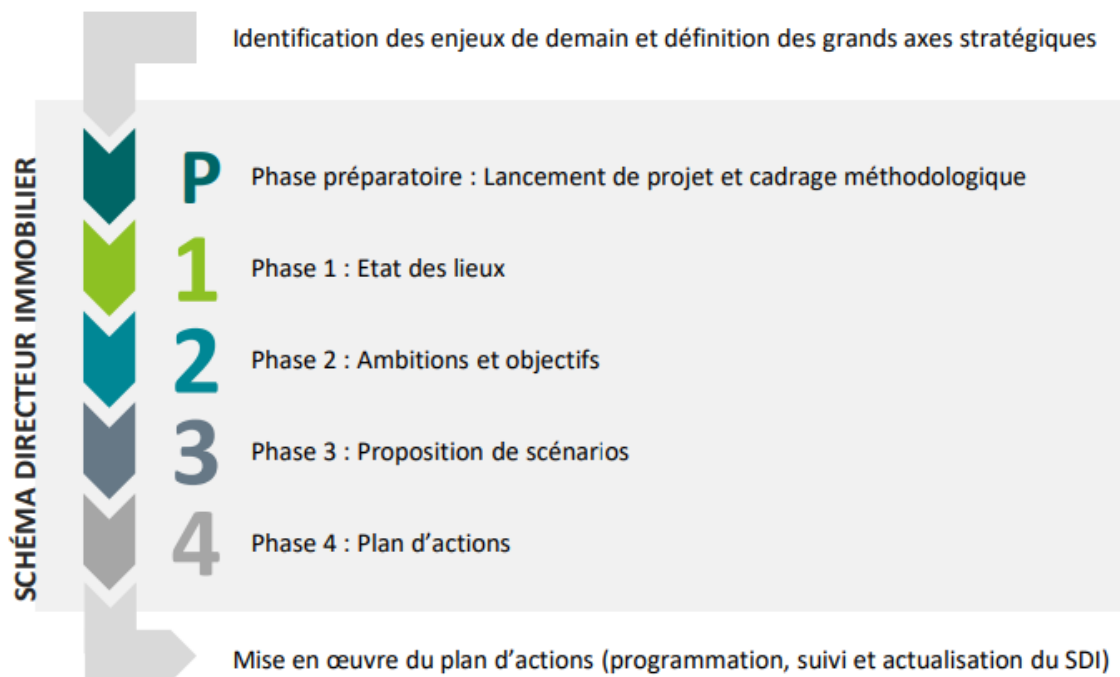 Identification des enjeux de demain et définition des grands axes stratégiques
SCHÉMA DIRECTEUR IMMOBILIER
P
Phase préparatoire : Lancement de projet et cadrage méthodologique
1
Phase 1 : Etat des lieux
2
Phase 2 : Ambitions et objectifs
3
Phase 3 : Proposition de scénarios
4
Phase 4 : Plan d’actions
Mise en œuvre du plan d’actions (programmation, suivi et actualisation du SDI)